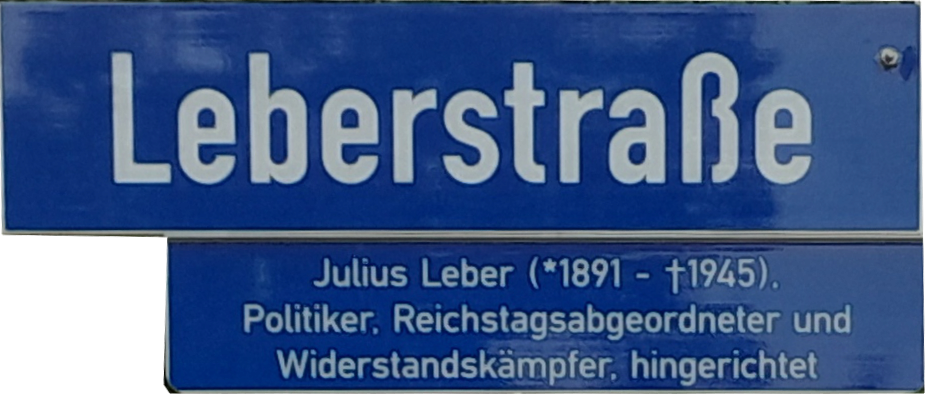 Leberstraße
Julius Leber (*1891 - †1945).
Politiker, Reichstagsabgeordneter und
Widerstandskämpfer, hingerichtet